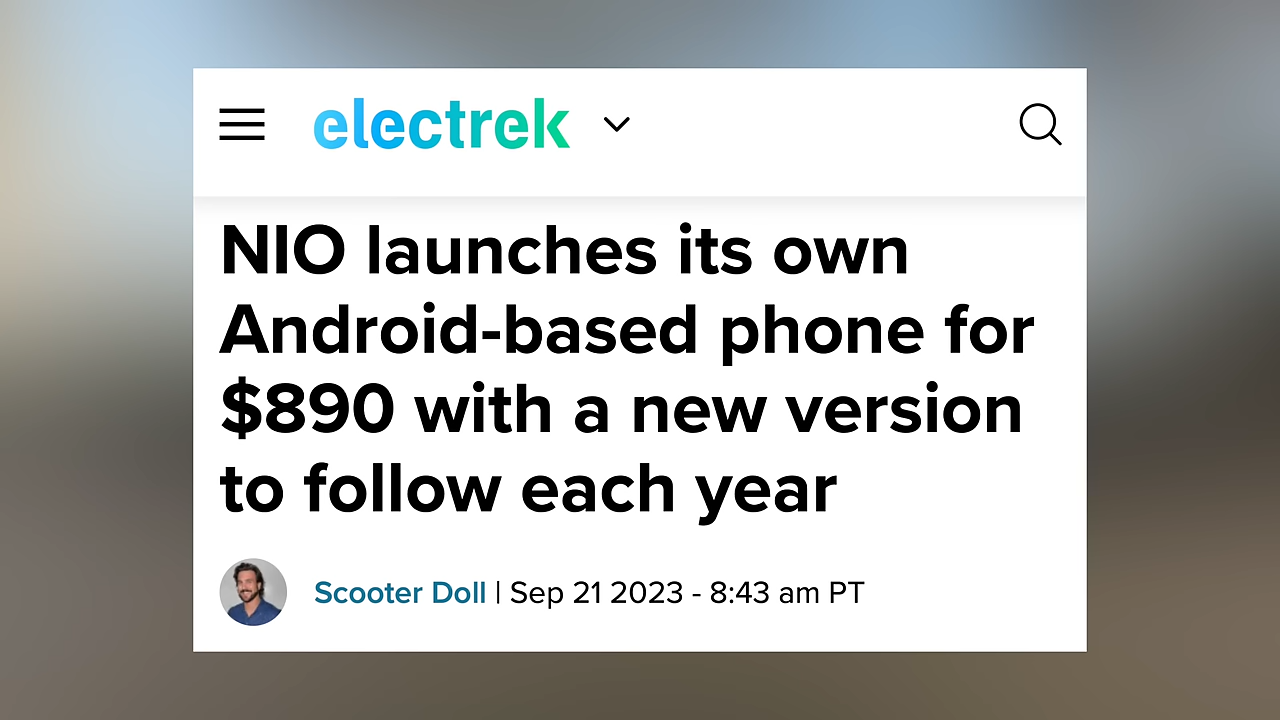 electrek
NIO launches its own
Android-based phone for
$890 with a new version
to follow each year
Scooter Doll | Sep 21 2023 - 8:43 am PT